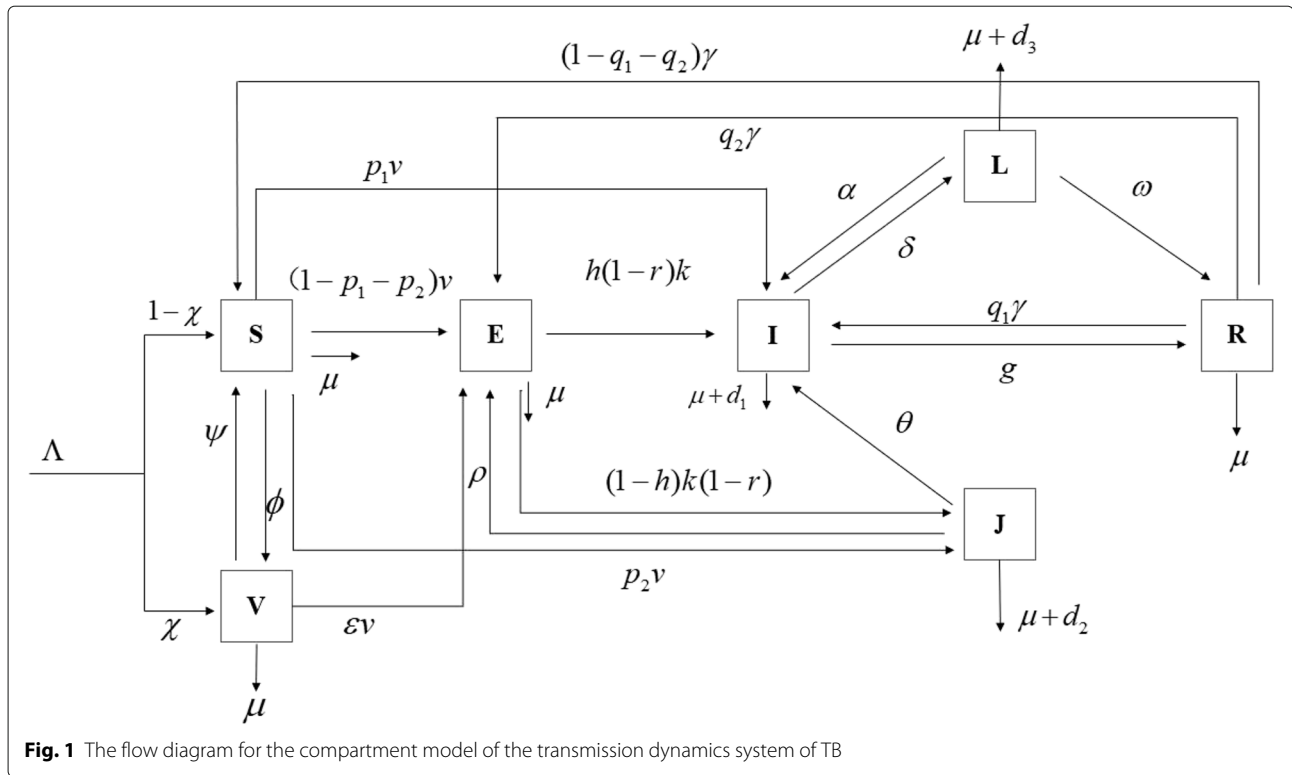 μ + d₃
(1 − q₁ − q₂)γ
q₂γ
L
p₁v
α
ω
δ
(1 − p₁ − p₂)v
h(1 − r)k
1 − χ
S
E
I
q₁γ
R
μ
g
μ
μ + d₁
ψ
θ
Λ
ρ
μ
ϕ
(1 − h)k(1 − r)
J
V
p₂v
χ
εv
μ + d₂
μ
Fig. 1 The flow diagram for the compartment model of the transmission dynamics system of TB